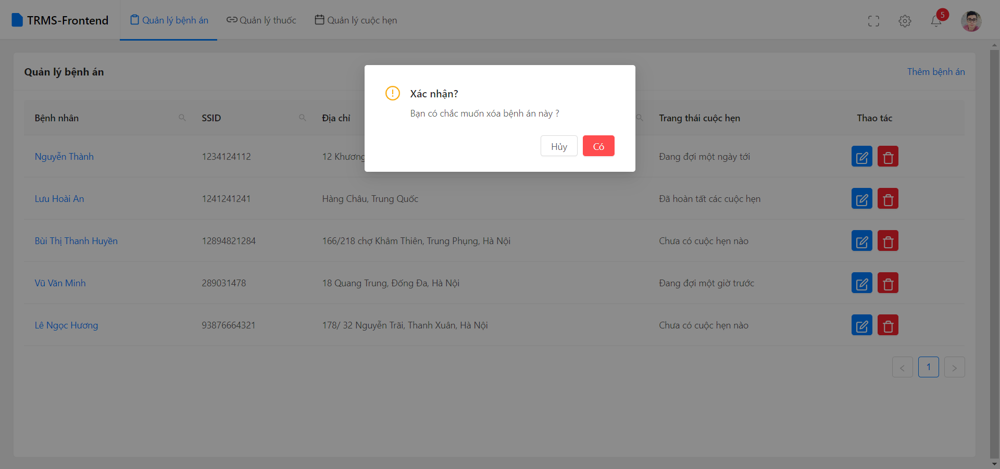 TRMS-Frontend
Quản lý bệnh án
Quản lý thuốc
Quản lý cuộc hẹn
5
Quản lý bệnh án
Thêm bệnh án
Xác nhận?
Bạn có chắc muốn xóa bệnh án này ?
Hủy
Có
Bệnh nhân
SSID
Địa chỉ
Trang thái cuộc hẹn
Thao tác
Nguyễn Thành
1234124112
12 Khương
Đang đợi một ngày tới
Lưu Hoài An
1241241241
Hàng Châu, Trung Quốc
Đã hoàn tất các cuộc hẹn
Bùi Thị Thanh Huyền
12894821284
166/218 chợ Khâm Thiên, Trung Phụng, Hà Nội
Chưa có cuộc hẹn nào
Vũ Văn Minh
289031478
18 Quang Trung, Đống Đa, Hà Nội
Đang đợi một giờ trước
Lê Ngọc Hương
93876664321
178/ 32 Nguyễn Trãi, Thanh Xuân, Hà Nội
Chưa có cuộc hẹn nào
1